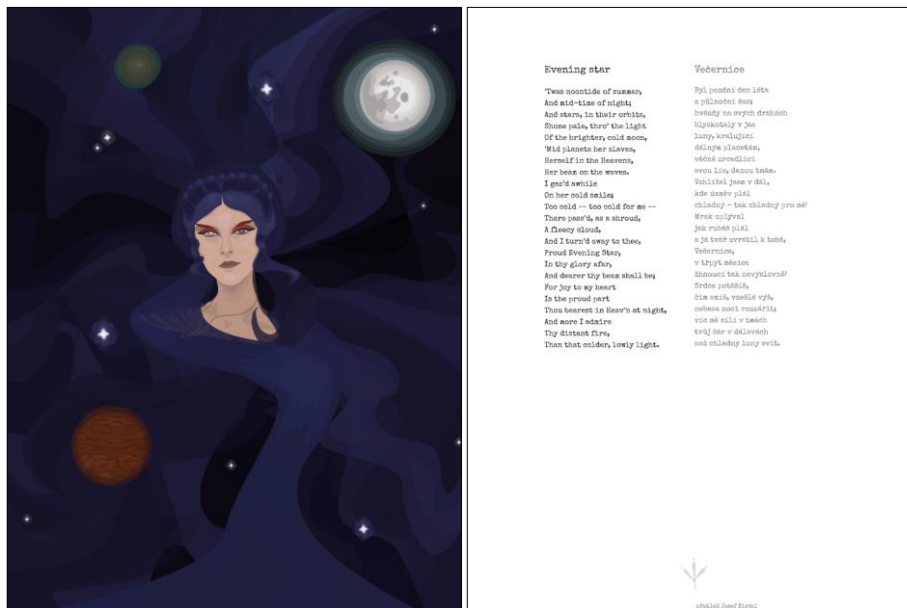 Evening star
'Twas noontide of summer,
And mid-time of night;
And stars, in their orbits,
Shone pale, thro' the light
Of the brighter, cold moon,
'Mid planets her slaves,
Herself in the Heavens,
Her beam on the waves.
I gaz'd awhile
On her cold smile;
Too cold — too cold for me —
There pass'd, as a shroud,
A fleecy cloud,
And I turn'd away to thee,
Proud Evening Star,
In thy glory afar,
And dearer thy beam shall be;
For joy to my heart
Is the proud part
Thou bearest in Heav'n at night,
And more I admire
Thy distant fire,
Than that colder, lowly light.
Večernice
Byl pozdní den léta
a půlnoční čas;
hvězdy na svých drahách
blyskotaly v jas
luny, kralující
dálným planetám,
věčně zrcadlící
svou líc, danou tmám.
Vzhlížel jsem v dál,
kde úsměv plál
chladný - tak chladný pro mě!
Mrak uplýval
jak rubáš plál
a já tvář zvrátil k tobě,
Večernice,
v třpyt měsíce
žhnoucí tak nevýslovně!
Srdce potěšíš,
čím smíš, vzešlá výš,
nebesa noci rozzářit;
víc mě sílí v tmách
tvůj žár v dálavách
než chladný luny svit.
překlad Josef